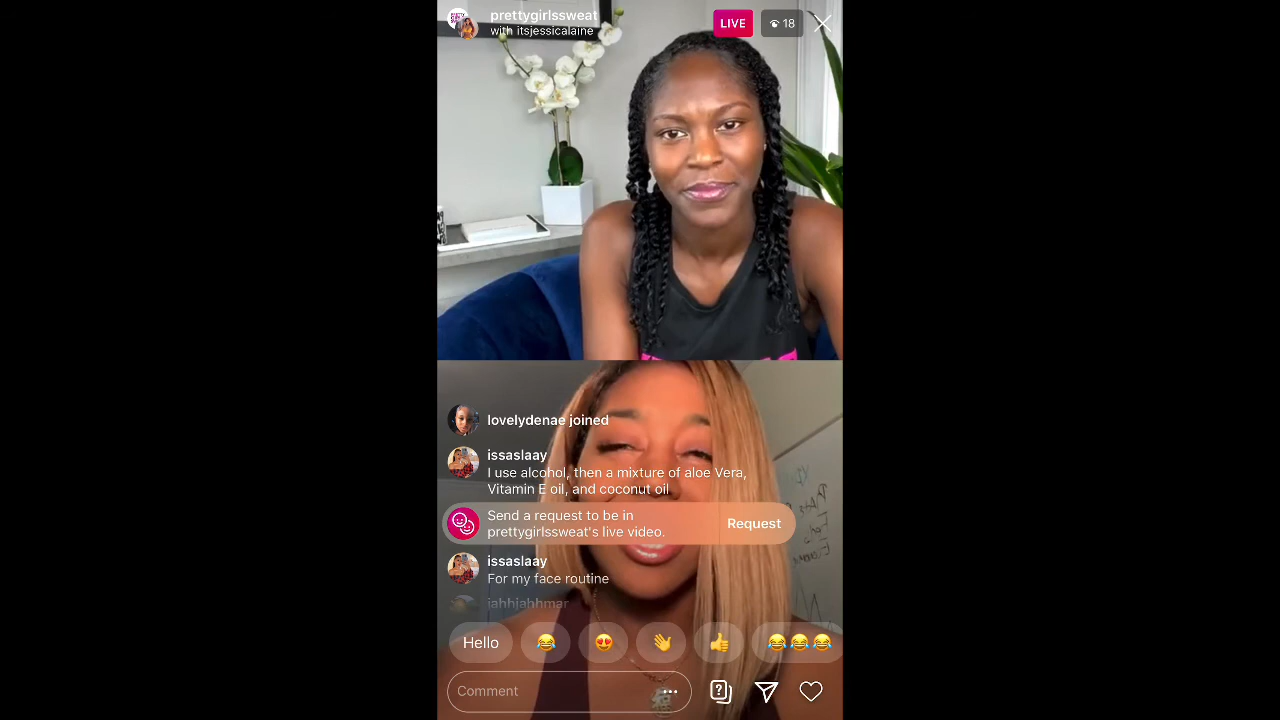 prettygirlssweat
with itsjessicalaine
LIVE
18
lovelydenae joined
issaslaay
I use alcohol, then a mixture of aloe Vera,
Vitamin E oil, and coconut oil
Send a request to be in
prettygirlssweat's live video.
Request
issaslaay
For my face routine
jahhjahhmar
Hello
Comment